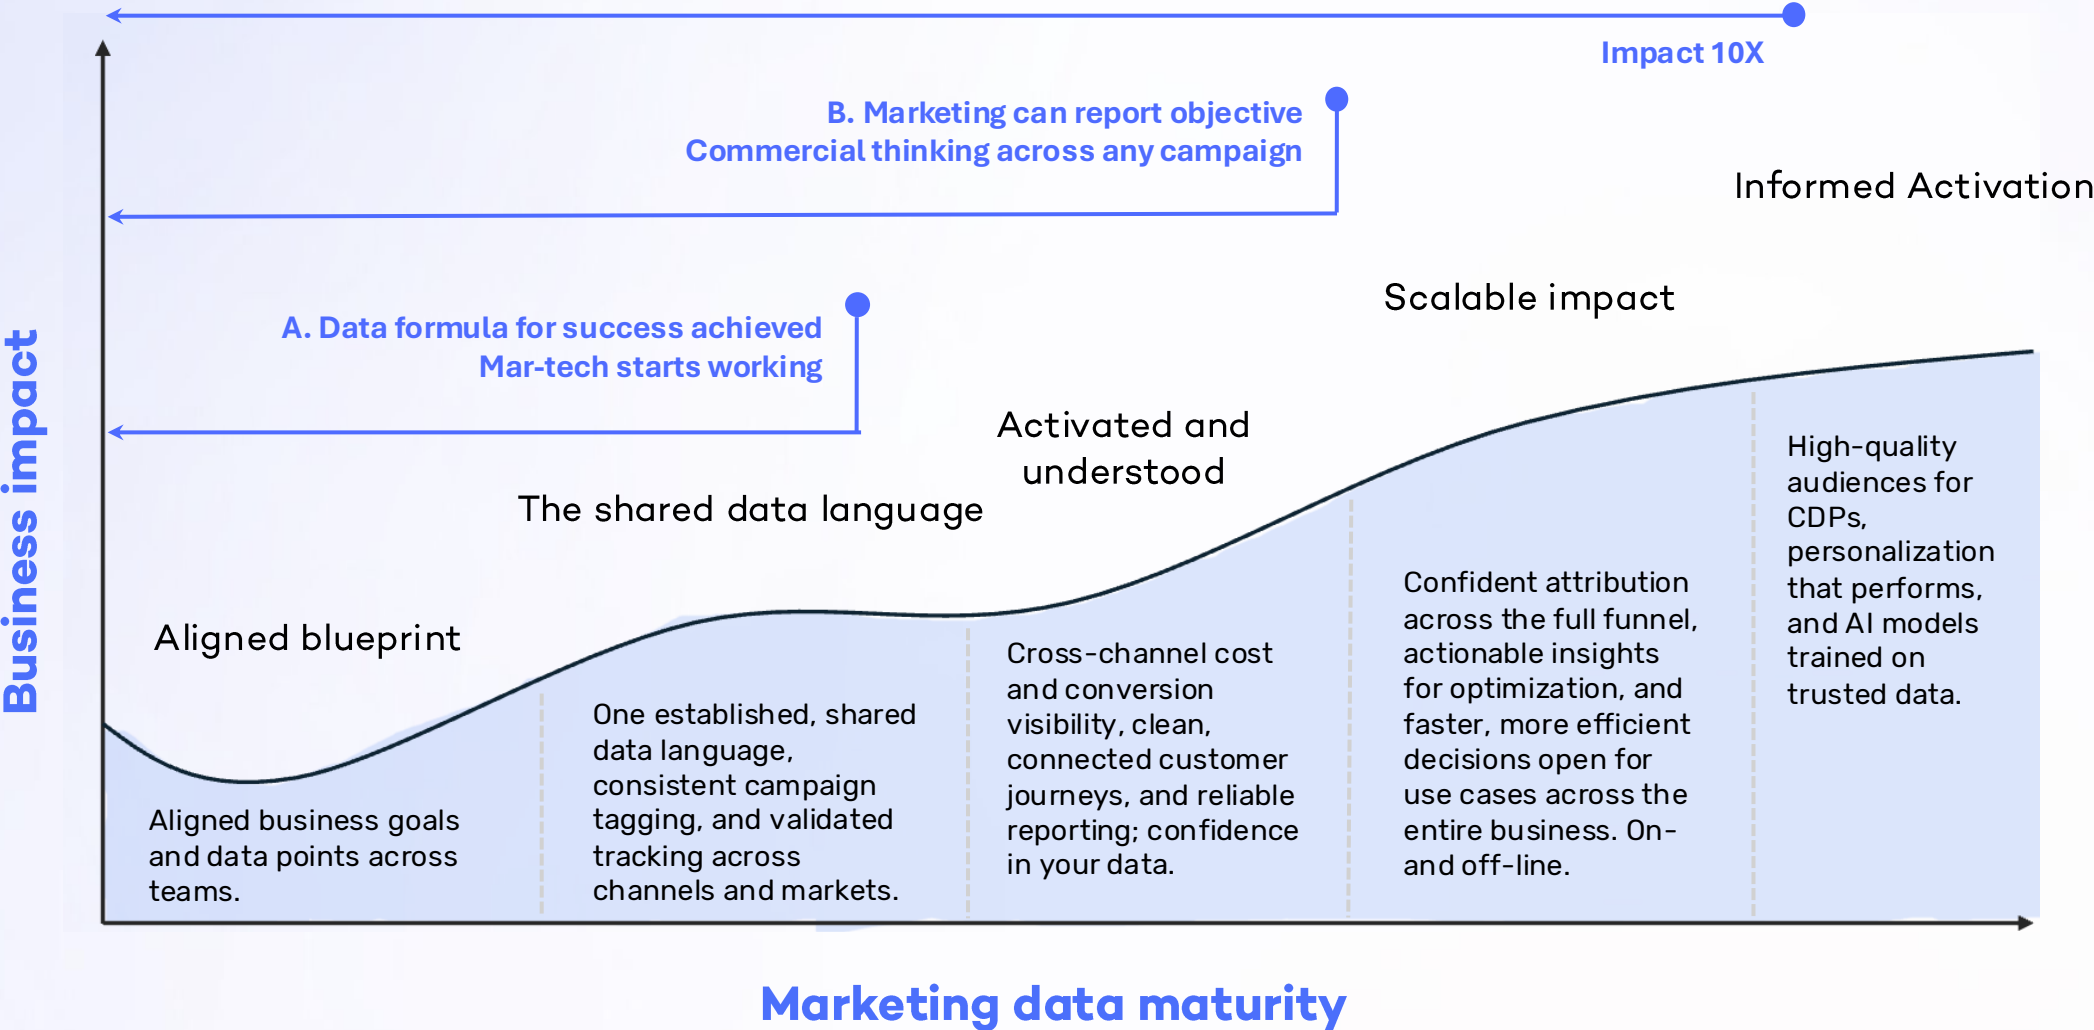 Impact 10X
B. Marketing can report objective
Commercial thinking across any campaign
Informed Activation
Scalable impact
A. Data formula for success achieved
Mar-tech starts working
Activated and
understood
The shared data language
Aligned blueprint
Business impact
Aligned business goals
and data points across
teams.
One established, shared
data language,
consistent campaign
tagging, and validated
tracking across
channels and markets.
Cross-channel cost
and conversion
visibility, clean,
connected customer
journeys, and reliable
reporting; confidence
in your data.
Confident attribution
across the full funnel,
actionable insights
for optimization, and
faster, more efficient
decisions open for
use cases across the
entire business. On-
and off-line.
High-quality
audiences for
CDPs,
personalization
that performs,
and AI models
trained on
trusted data.
Marketing data maturity